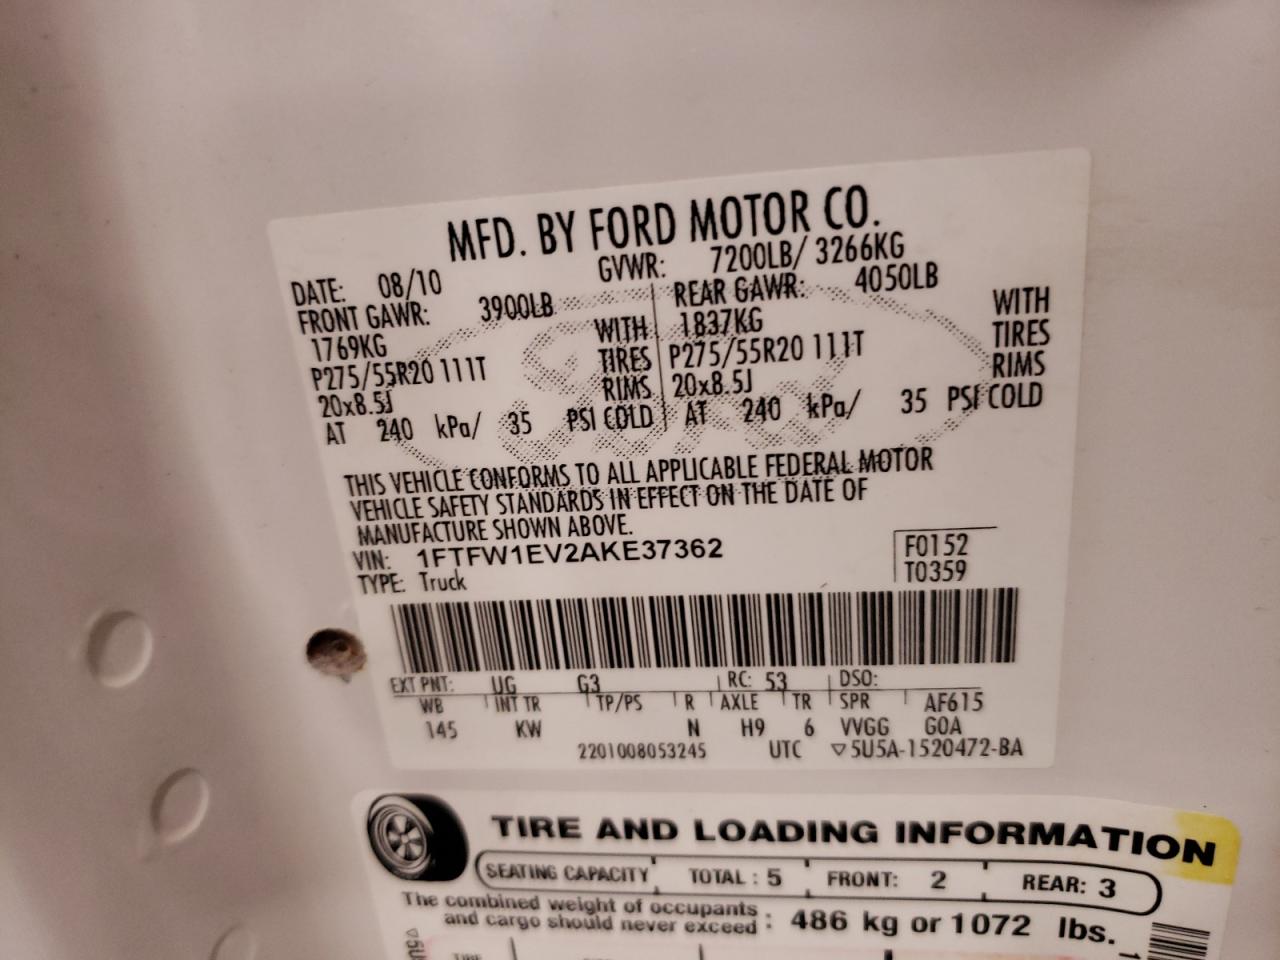 MFD. BY FORD MOTOR CO.
DATE: 08/10 GVWR: 7200LB/ 3266KG
FRONT GAWR: 3900LB REAR GAWR: 4050LB
1769KG WITH 1837KG WITH
P275/55R20 111T TIRES P275/55R20 111T TIRES
20x8.5J RIMS 20x8.5J RIMS
AT 240 kPa/ 35 PSI COLD AT 240 kPa/ 35 PSI COLD
THIS VEHICLE CONFORMS TO ALL APPLICABLE FEDERAL MOTOR
VEHICLE SAFETY STANDARDS IN EFFECT ON THE DATE OF
MANUFACTURE SHOWN ABOVE.
VIN: 1FTFW1EV2AKE37362 F0152
TYPE: Truck T0359
EXT PNT: UG G3 RC: 53 DSO:
WB INT TR TP/PS R AXLE TR SPR AF615
145 KW N H9 6 VVGG GOA
2201008053245 UTC ▽5U5A-1520472-BA
TIRE AND LOADING INFORMATION
SEATING CAPACITY TOTAL : 5 FRONT: 2 REAR: 3
The combined weight of occupants
and cargo should never exceed : 486 kg or 1072 lbs.